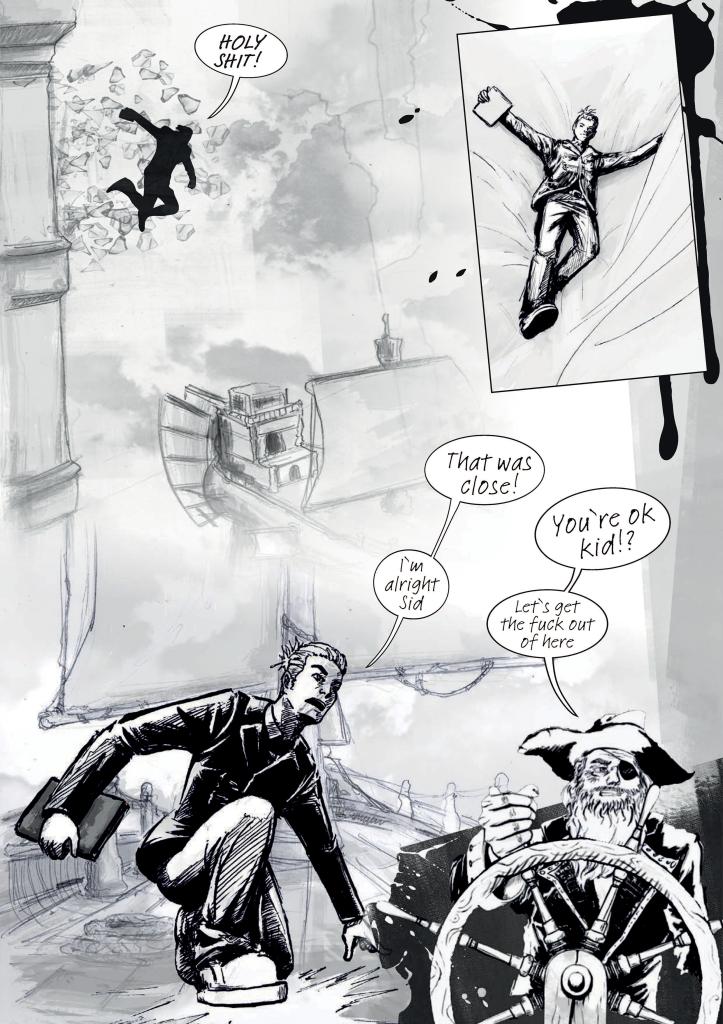 HOLY
SHIT!
That was
close!
I`m
alright
Sid
You`re ok
kid!?
Let`s get
the fuck out
of here